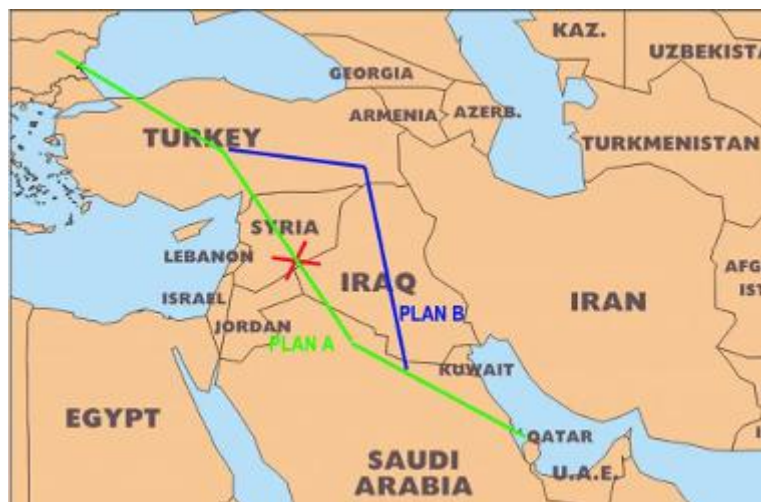 KAZ.
UZBEKISTA
GEORGIA
ARMENIA
AZERB.
TURKEY
TURKMENISTAN
SYRIA
LEBANON
IRAQ
AFG
IST
ISRAEL
IRAN
JORDAN
PLAN B
PLAN A
KUWAIT
EGYPT
QATAR
SAUDI
ARABIA
U.A.E.